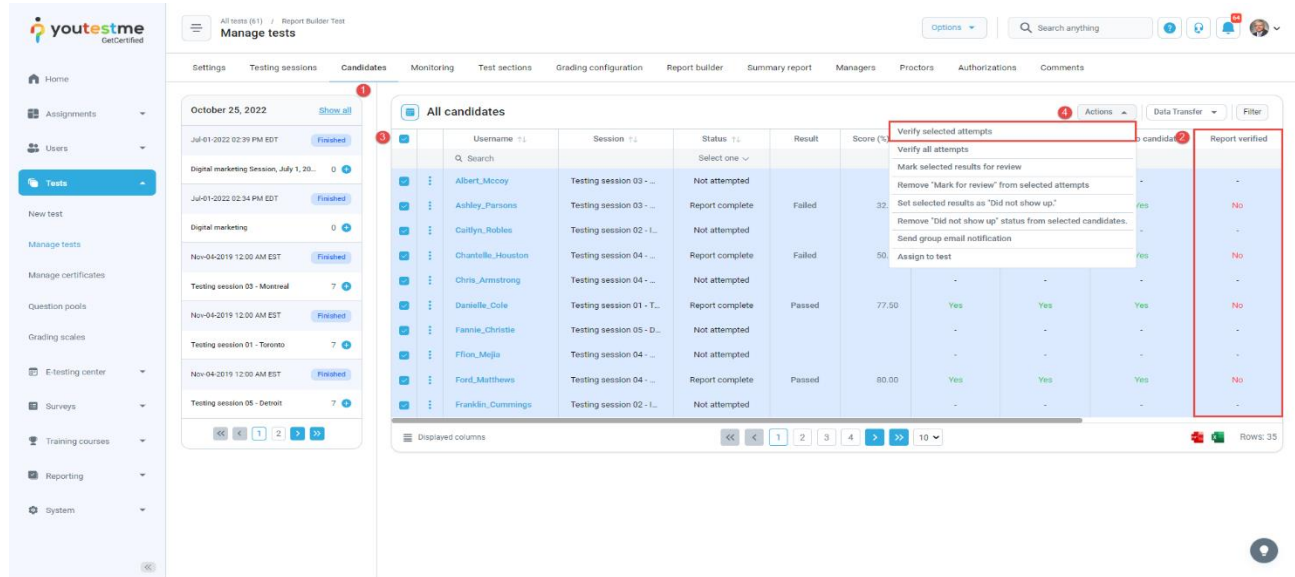 youtestme
GetCertified
All tests (61) / Report Builder Test
Manage tests
Options
Search anything
64
Home
Assignments
Users
Tests
New test
Manage tests
Manage certificates
Question pools
Grading scales
E-testing center
Surveys
Training courses
Reporting
System
Settings Testing sessions Candidates Monitoring Test sections Grading configuration Report builder Summary report Managers Proctors Authorizations Comments
1
October 25, 2022 Show all
Jul-01-2022 02:39 PM EDT Finished
Digital marketing Session, July 1, 20... 0
Jul-01-2022 02:34 PM EDT Finished
Digital marketing 0
Nov-04-2019 12:00 AM EST Finished
Testing session 03 - Montreal 7
Nov-04-2019 12:00 AM EST Finished
Testing session 01 - Toronto 7
Nov-04-2019 12:00 AM EST Finished
Testing session 05 - Detroit 7
1 2
All candidates
4 Actions Data Transfer Filter
3 Username Session Status Result Score (%) o candidat 2 Report verified
Search Select one
Albert_Mccoy Testing session 03 - ... Not attempted - -
Ashley_Parsons Testing session 03 - ... Report complete Failed 32. Yes No
Caitlyn_Robles Testing session 02 - I... Not attempted - -
Chantelle_Houston Testing session 04 - ... Report complete Failed 50. Yes No
Chris_Armstrong Testing session 04 - ... Not attempted - - - -
Danielle_Cole Testing session 01 - T... Report complete Passed 77.50 Yes Yes Yes No
Fannie_Christie Testing session 05 - D... Not attempted - - - -
Ffion_Mejia Testing session 04 - ... Not attempted - - - -
Ford_Matthews Testing session 04 - ... Report complete Passed 80.00 Yes Yes Yes No
Franklin_Cummings Testing session 02 - I... Not attempted - - - -
Verify selected attempts
Verify all attempts
Mark selected results for review
Remove "Mark for review" from selected attempts
Set selected results as "Did not show up."
Remove "Did not show up" status from selected candidates.
Send group email notification
Assign to test
Displayed columns
1 2 3 4 10
Rows: 35